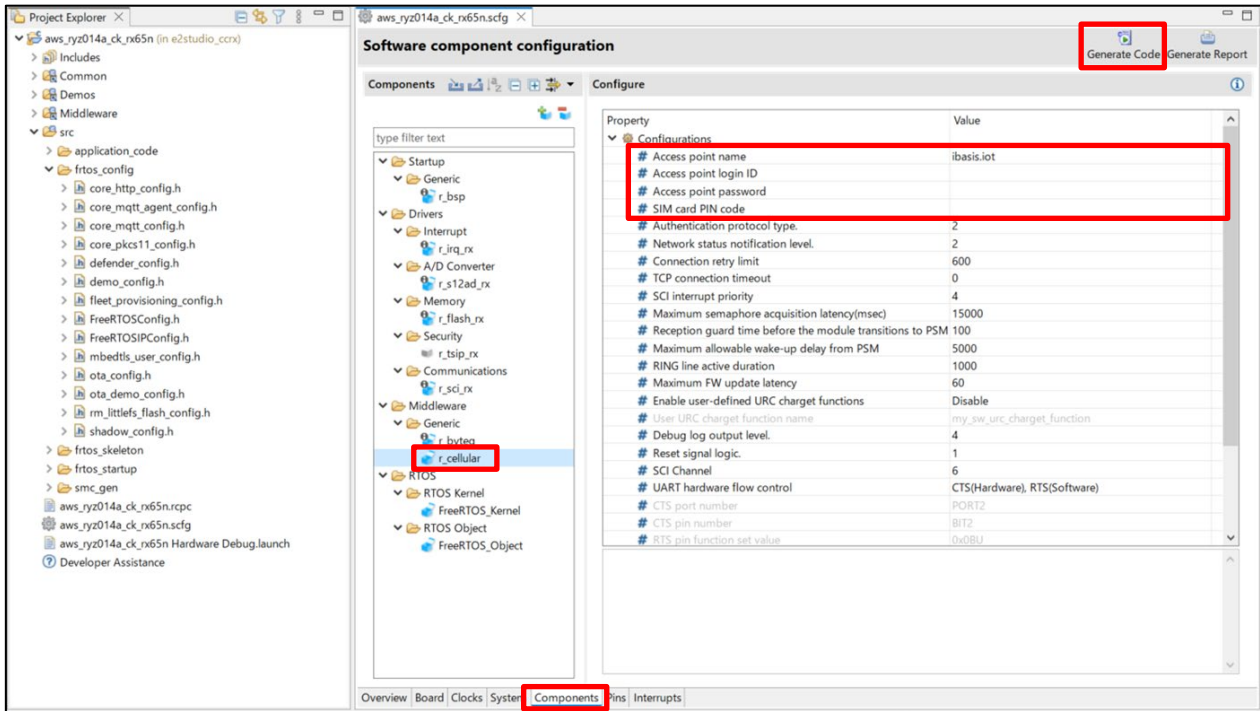 Project Explorer
aws_ryz014a_ck_rx65n (in e2studio_ccrx)
Includes
Common
Demos
Middleware
src
application_code
frtos_config
core_http_config.h
core_mqtt_agent_config.h
core_mqtt_config.h
core_pkcs11_config.h
defender_config.h
demo_config.h
fleet_provisioning_config.h
FreeRTOSConfig.h
FreeRTOSIPConfig.h
mbedtls_user_config.h
ota_config.h
ota_demo_config.h
rm_littlefs_flash_config.h
shadow_config.h
frtos_skeleton
frtos_startup
smc_gen
aws_ryz014a_ck_rx65n.rcpc
aws_ryz014a_ck_rx65n.scfg
aws_ryz014a_ck_rx65n Hardware Debug.launch
Developer Assistance
aws_ryz014a_ck_rx65n.scfg
Software component configuration
Generate Code Generate Report
Components
type filter text
Startup
Generic
r_bsp
Drivers
Interrupt
r_irq_rx
A/D Converter
r_s12ad_rx
Memory
r_flash_rx
Security
r_tsip_rx
Communications
r_sci_rx
Middleware
Generic
r_byteq
r_cellular
RTOS
RTOS Kernel
FreeRTOS_Kernel
RTOS Object
FreeRTOS_Object
Configure
Property Value
Configurations
# Access point name ibasis.iot
# Access point login ID
# Access point password
# SIM card PIN code
# Authentication protocol type. 2
# Network status notification level. 2
# Connection retry limit 600
# TCP connection timeout 0
# SCI interrupt priority 4
# Maximum semaphore acquisition latency(msec) 15000
# Reception guard time before the module transitions to PSM 100
# Maximum allowable wake-up delay from PSM 5000
# RING line active duration 1000
# Maximum FW update latency 60
# Enable user-defined URC charget functions Disable
# User URC charget function name my_sw_urc_charget_function
# Debug log output level. 4
# Reset signal logic. 1
# SCI Channel 6
# UART hardware flow control CTS(Hardware), RTS(Software)
# CTS port number PORT2
# CTS pin number BIT2
# RTS pin function set value 0x0BU
Overview Board Clocks System Components Pins Interrupts